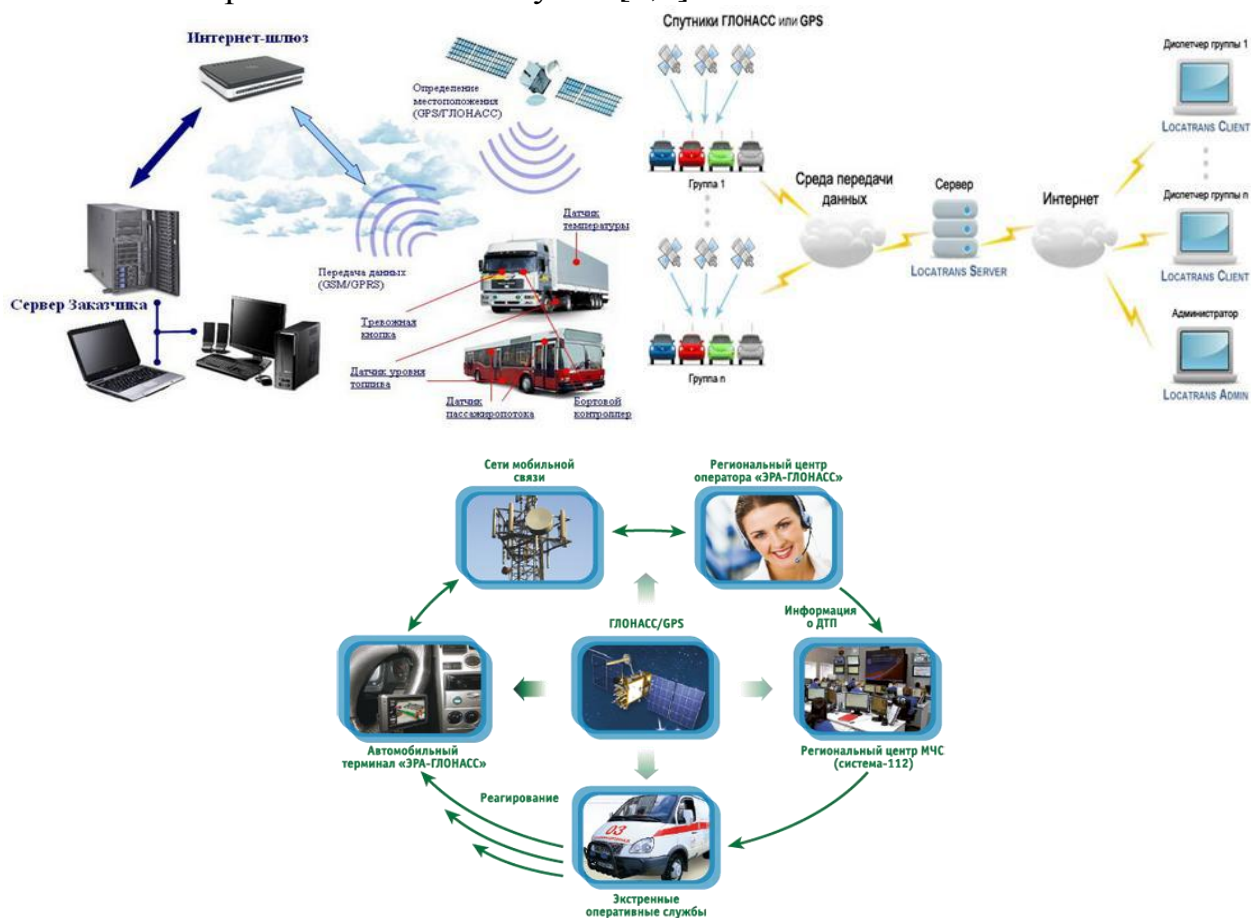 Интернет-шлюз
Определение
местоположения
(GPS/ГЛОНАСС)
Датчик
температуры
Передача данных
(GSM/GPRS)
Сервер Заказчика
Тревожная
кнопка
Датчик уровня
топлива
Датчик
пассажиропотока
Бортовой
контроллер
Спутники ГЛОНАСС или GPS
Группа 1
Группа n
Среда передачи
данных
Сервер
LOCATRANS SERVER
Интернет
Диспетчер группы 1
LOCATRANS CLIENT
Диспетчер группы n
LOCATRANS CLIENT
Администратор
LOCATRANS ADMIN
Сети мобильной
связи
Региональный центр
оператора «ЭРА-ГЛОНАСС»
ГЛОНАСС/GPS
Информация
о ДТП
Автомобильный
терминал «ЭРА-ГЛОНАСС»
Региональный центр МЧС
(система-112)
Реагирование
03
Экстренные
оперативные службы